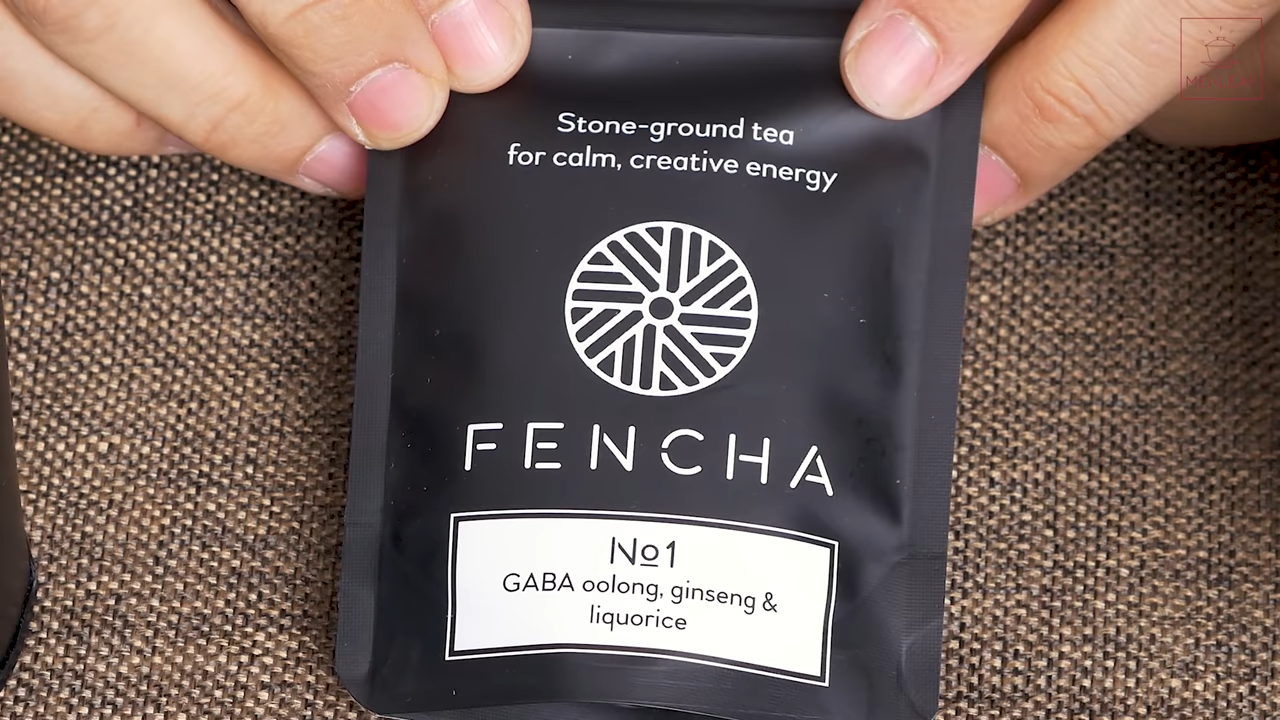 Stone-ground tea
for calm, creative energy
FENCHA
No1
GABA oolong, ginseng &
liquorice